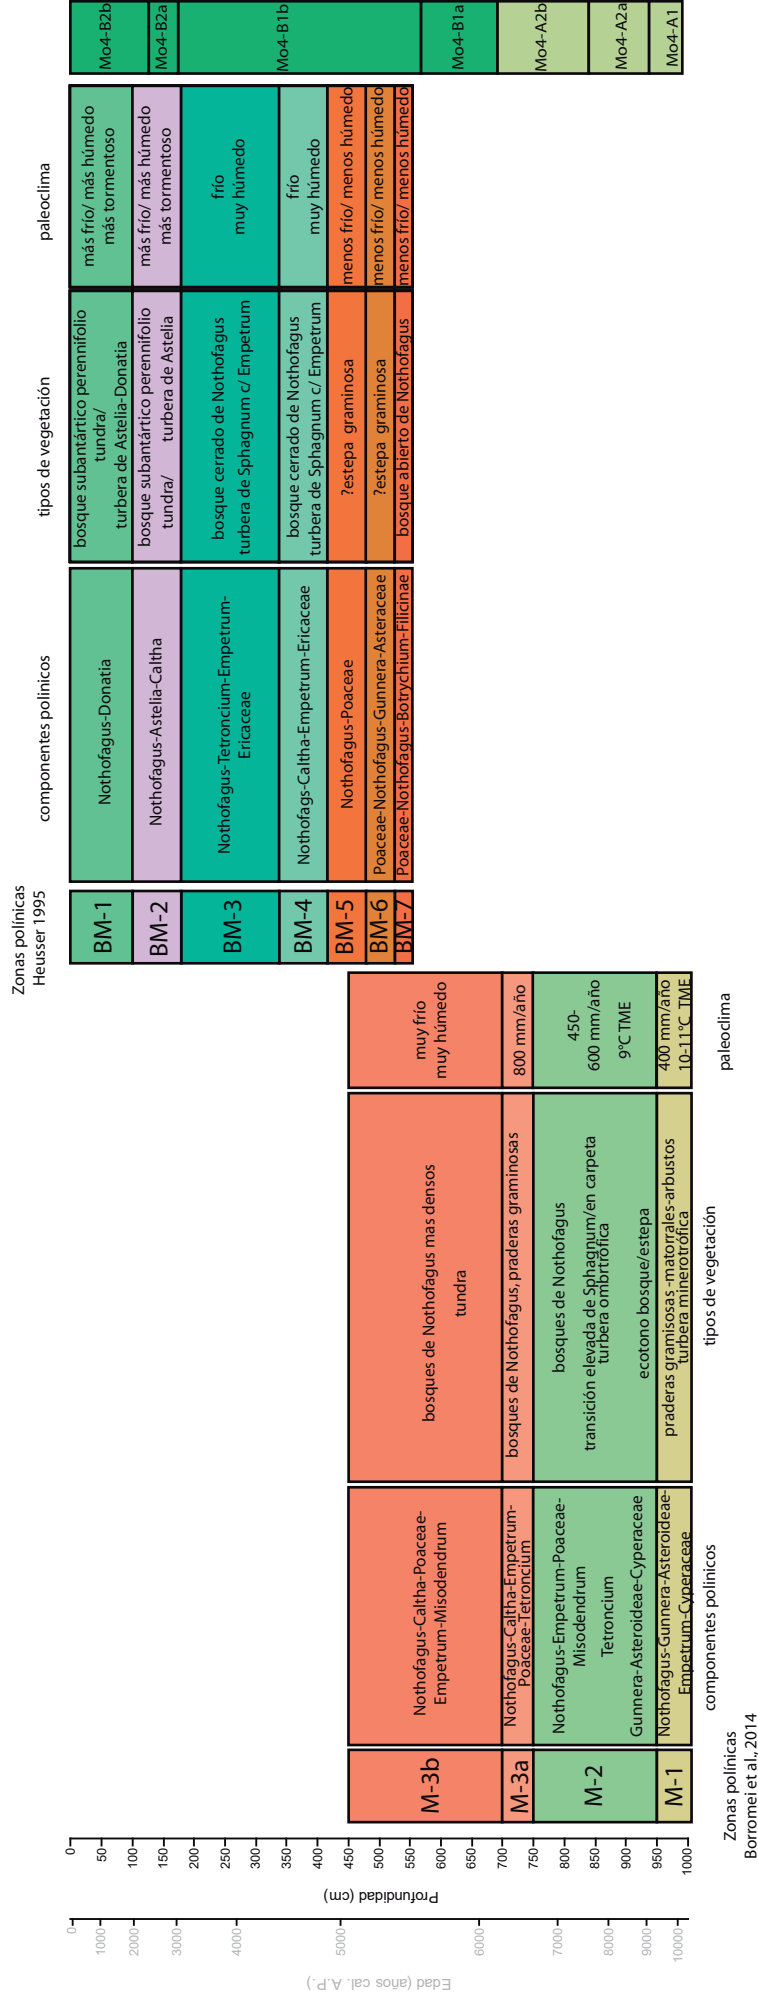 Mo4-B2b
Mo4-B2a
Mo4-B1b
Mo4-B1a
Mo4-A2b
Mo4-A2a
Mo4-A1
paleoclima
más frío/ más húmedo
más tormentoso
más frío/ más húmedo
más tormentoso
frío
muy húmedo
frío
muy húmedo
menos frío/ menos húmedo
menos frío/ menos húmedo
menos frío/ menos húmedo
tipos de vegetación
bosque subantártico perennifolio
tundra/
turbera de Astelia-Donatia
bosque subantártico perennifolio
tundra/ turbera de Astelia
bosque cerrado de Nothofagus
turbera de Sphagnum c/ Empetrum
bosque cerrado de Nothofagus
turbera de Sphagnum c/ Empetrum
?estepa graminosa
?estepa graminosa
bosque abierto de Nothofagus
componentes polínicos
Nothofagus-Donatia
Nothofagus-Astelia-Caltha
Nothofagus-Tetroncium-Empetrum-
Ericaceae
Nothofags-Caltha-Empetrum-Ericaceae
Nothofagus-Poaceae
Poaceae-Nothofagus-Gunnera-Asteraceae
Poaceae-Nothofagus-Botrychium-Filicinae
Zonas polínicas
Heusser 1995
BM-1
BM-2
BM-3
BM-4
BM-5
BM-6
BM-7
muy frío
muy húmedo
800 mm/año
450-
600 mm/año
9°C TME
400 mm/año
10-11°C TME
paleoclima
bosques de Nothofagus mas densos
tundra
bosques de Nothofagus, praderas graminosas
bosques de Nothofagus
transición elevada de Sphagnum/en carpeta
turbera ombrtrófica
ecotono bosque/estepa
praderas gramisosas -matorrales-arbustos
turbera minerotrófica
tipos de vegetación
Nothofagus-Caltha-Poaceae-
Empetrum-Misodendrum
Nothofagus-Caltha-Empetrum-
Poaceae-Tetroncium
Nothofagus-Empetrum-Poaceae-
Misodendrum
Tetroncium
Gunnera-Asteroideae-Cyperaceae
Nothofagus-Gunnera-Asteroideae-
Empetrum-Cyperaceae
componentes polínicos
M-3b
M-3a
M-2
M-1
Zonas polínicas
Borromei et al., 2014
0
50
100
150
200
250
300
350
400
450
500
550
600
650
700
750
800
850
900
950
1000
Profundidad (cm)
0
1000
2000
3000
4000
5000
6000
7000
8000
9000
10000
Edad (años cal. A.P.)